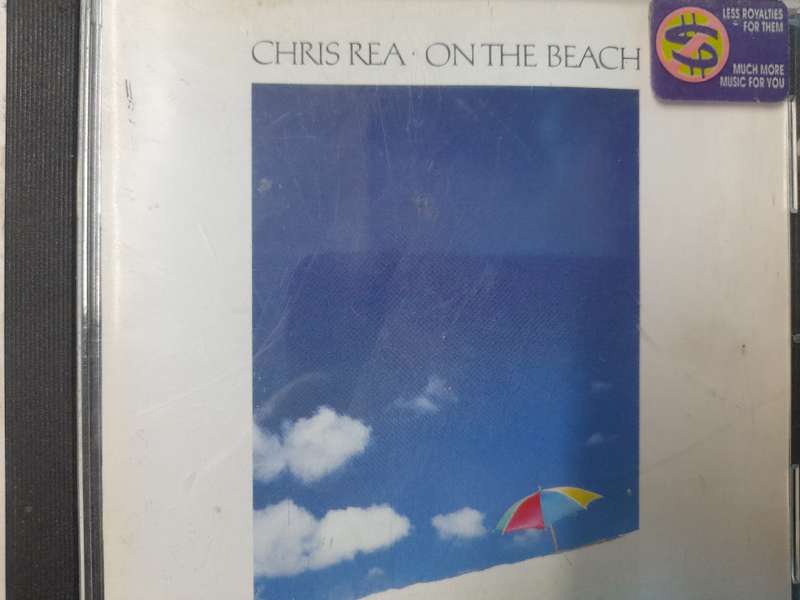 CHRIS REA · ON THE BEACH
LESS ROYALTIES
FOR THEM
MUCH MORE
MUSIC FOR YOU